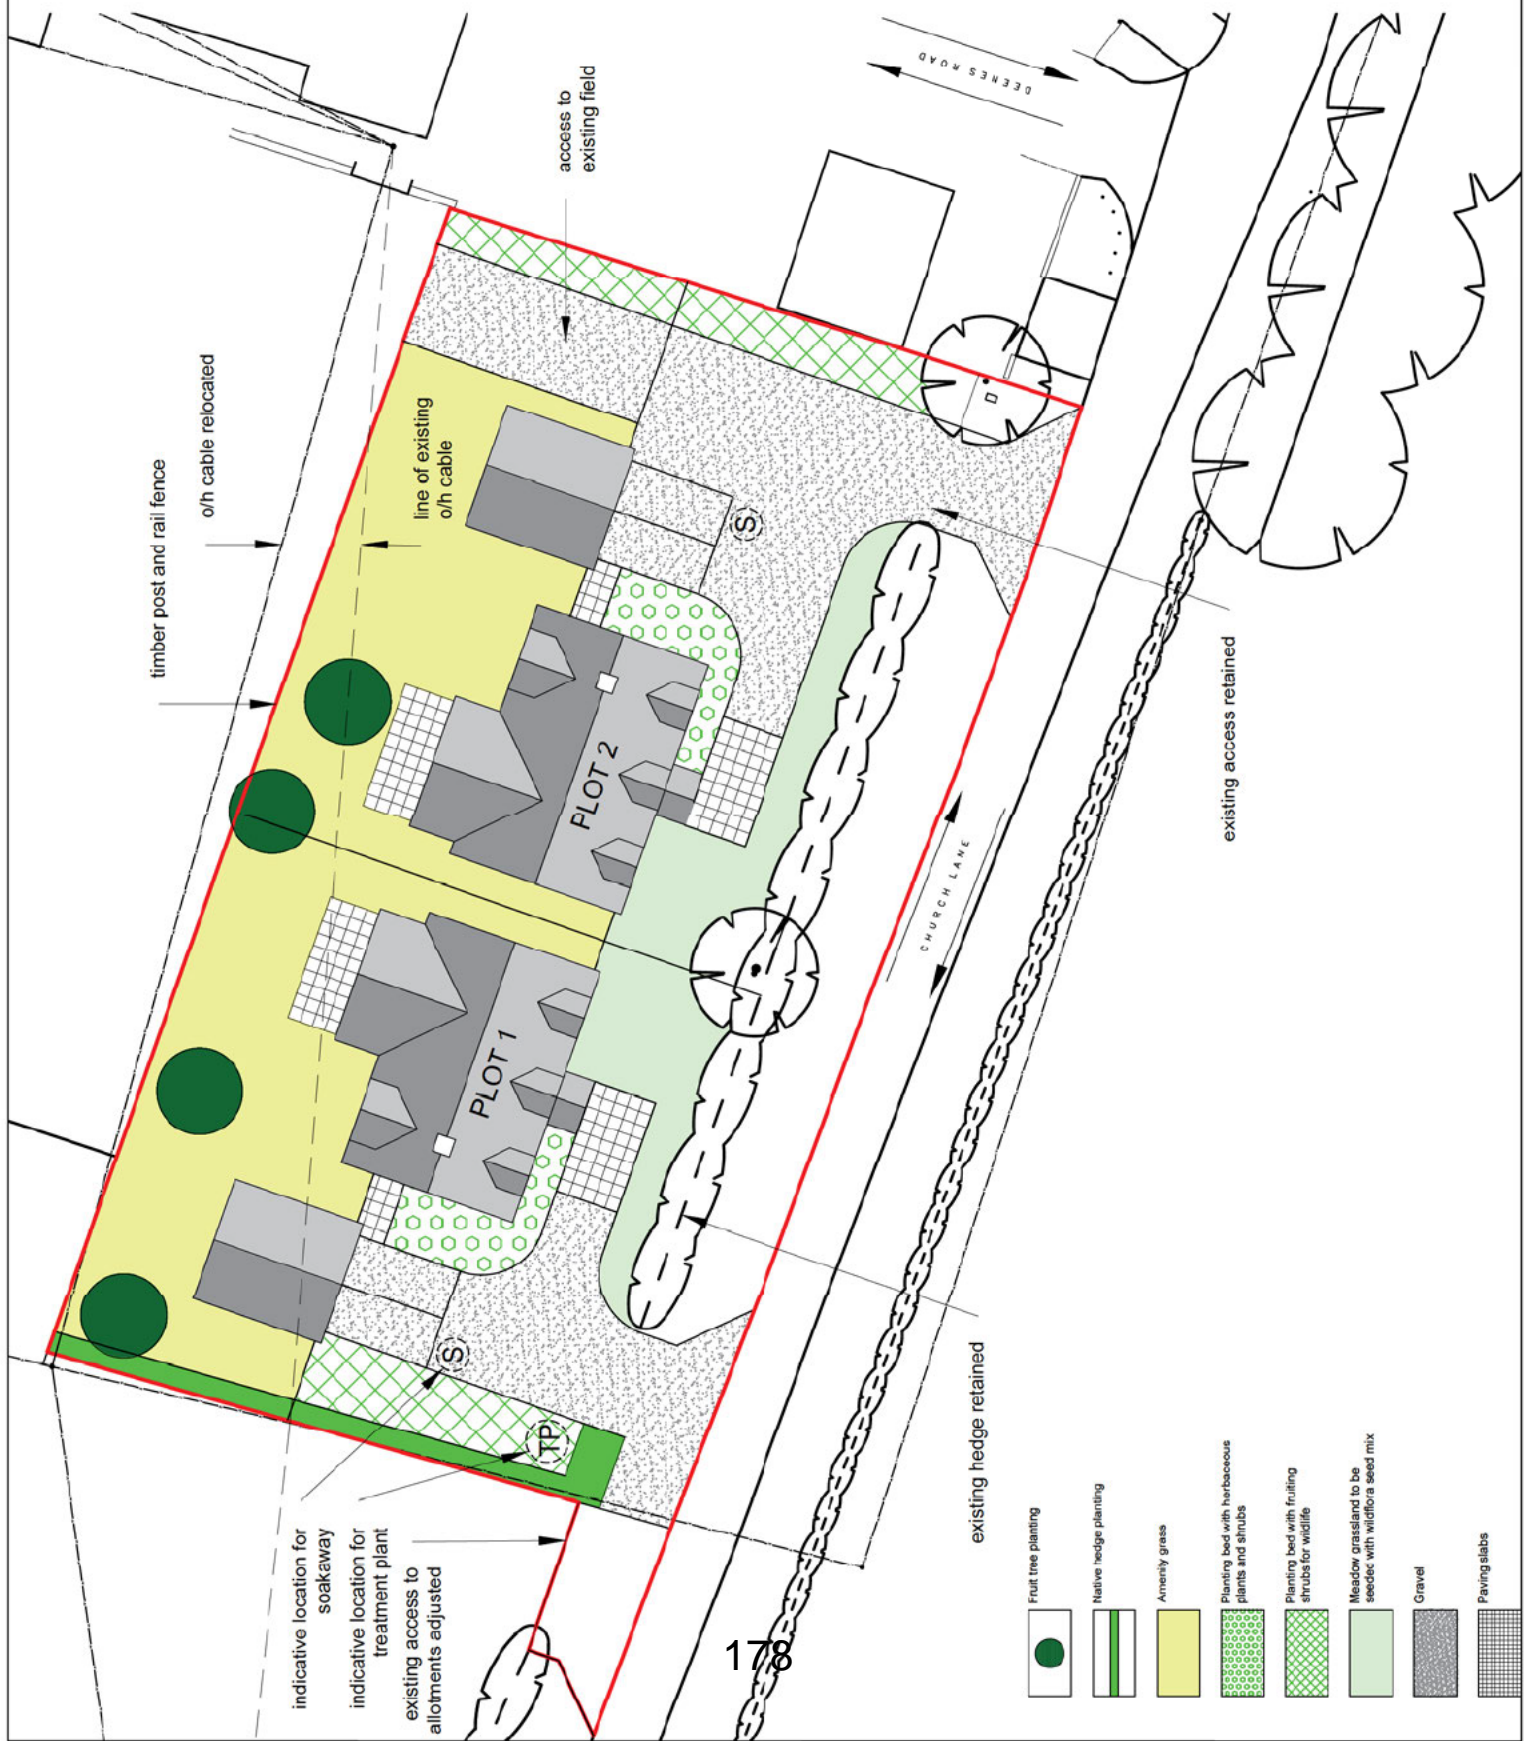 DEENES ROAD
access to
existing field
o/h cable relocated
timber post and rail fence
line of existing
o/h cable
S
PLOT 2
existing access retained
CHURCH LANE
PLOT 1
S
TP
existing hedge retained
indicative location for
soakaway
indicative location for
treatment plant
existing access to
allotments adjusted
178
Fruit tree planting
Native hedge planting
Amenity grass
Planting bed with herbaceous
plants and shrubs
Planting bed with fruiting
shrubs for wildlife
Meadow grassland to be
seeded with wildflora seed mix
Gravel
Paving slabs